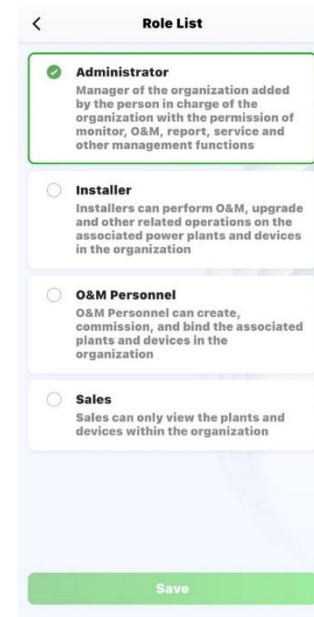 Role List
Administrator
Manager of the organization added
by the person in charge of the
organization with the permission of
monitor, O&M, report, service and
other management functions
Installer
Installers can perform O&M, upgrade
and other related operations on the
associated power plants and devices
in the organization
O&M Personnel
O&M Personnel can create,
commission, and bind the associated
plants and devices in the
organization
Sales
Sales can only view the plants and
devices within the organization
Save